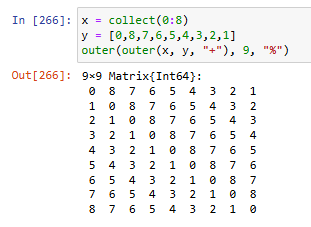 In [266]: x = collect(0:8)
y = [0,8,7,6,5,4,3,2,1]
outer(outer(x, y, "+"), 9, "%")
Out[266]: 9×9 Matrix{Int64}:
0 8 7 6 5 4 3 2 1
1 0 8 7 6 5 4 3 2
2 1 0 8 7 6 5 4 3
3 2 1 0 8 7 6 5 4
4 3 2 1 0 8 7 6 5
5 4 3 2 1 0 8 7 6
6 5 4 3 2 1 0 8 7
7 6 5 4 3 2 1 0 8
8 7 6 5 4 3 2 1 0